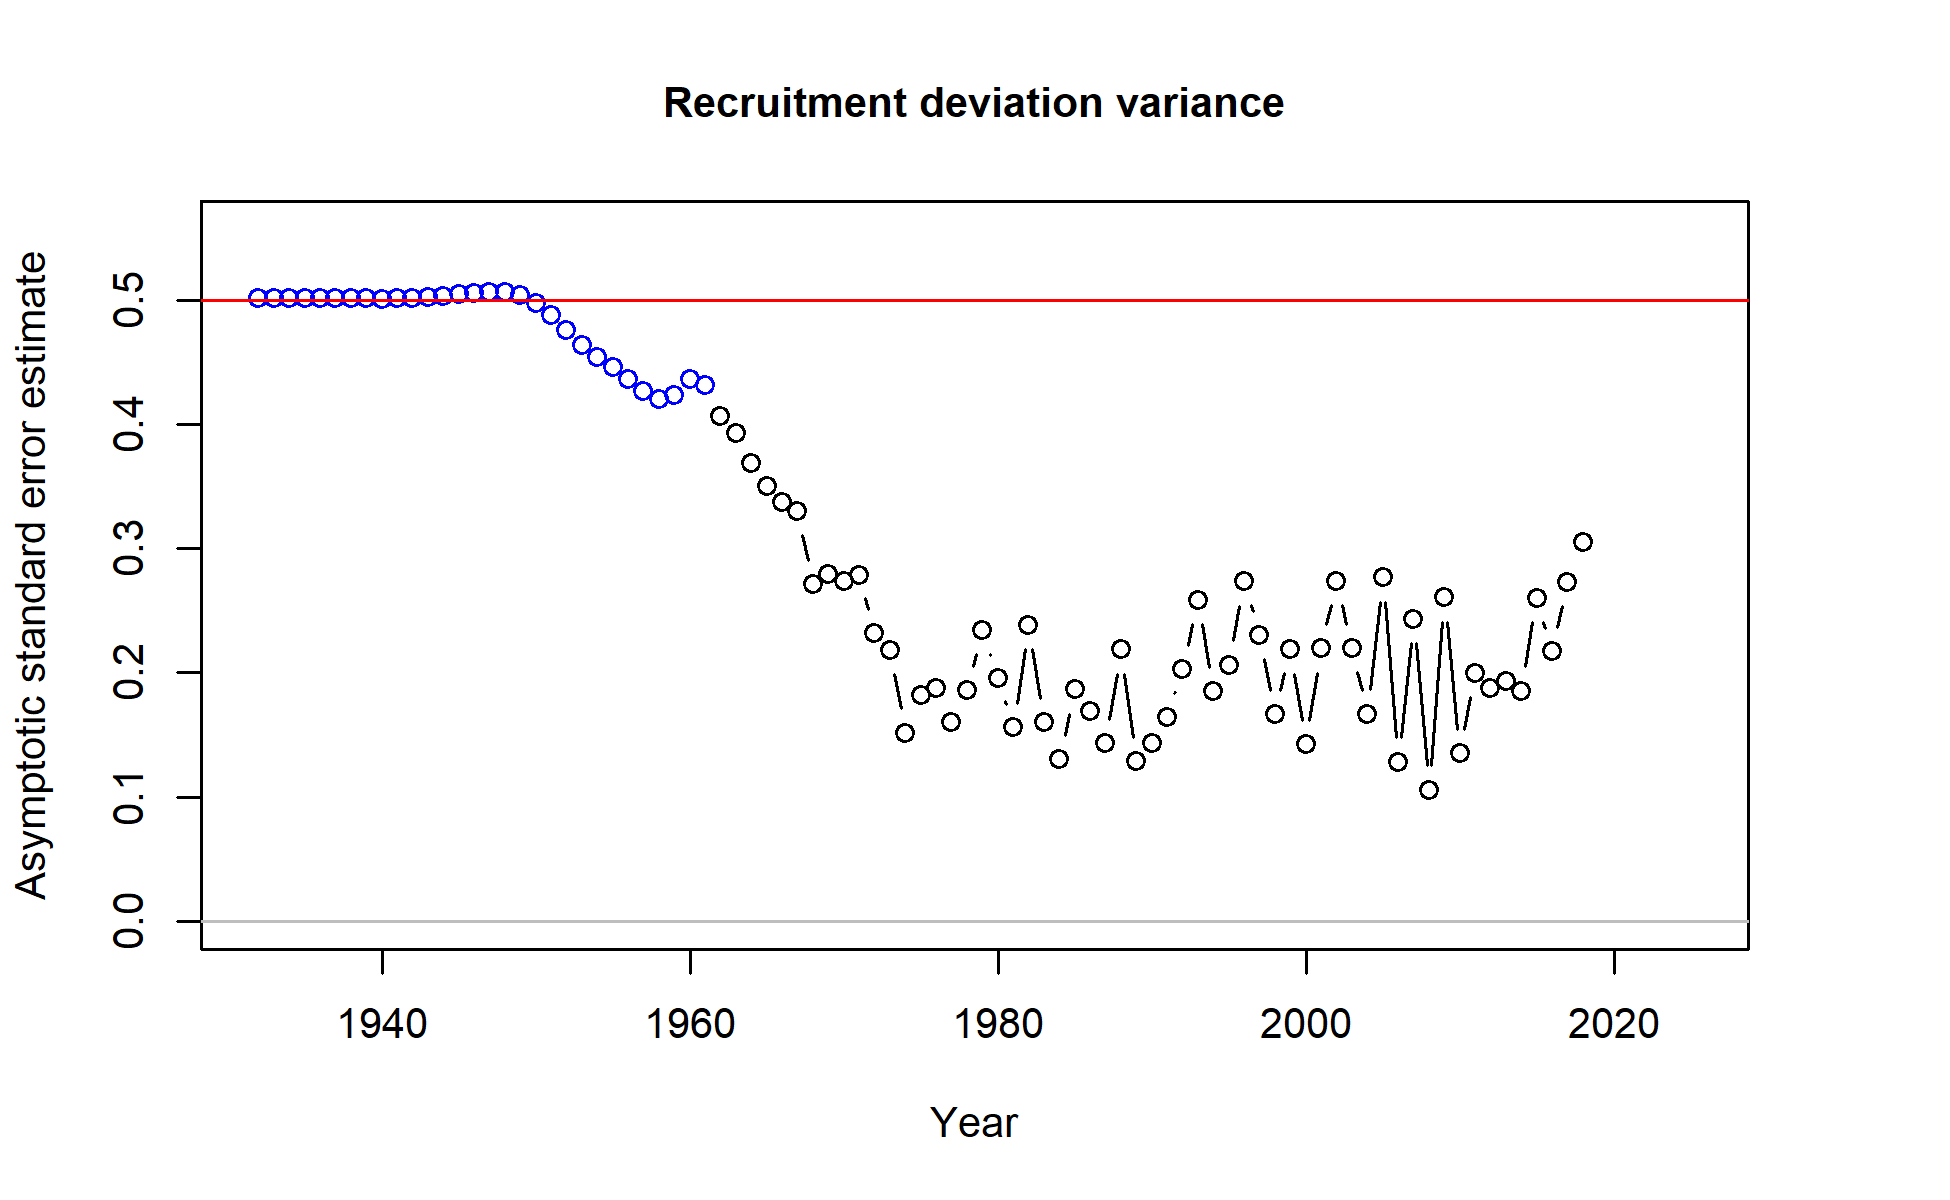 Recruitment deviation variance
Asymptotic standard error estimate
0.5
0.4
0.3
0.2
0.1
0.0
1940 1960 1980 2000 2020
Year